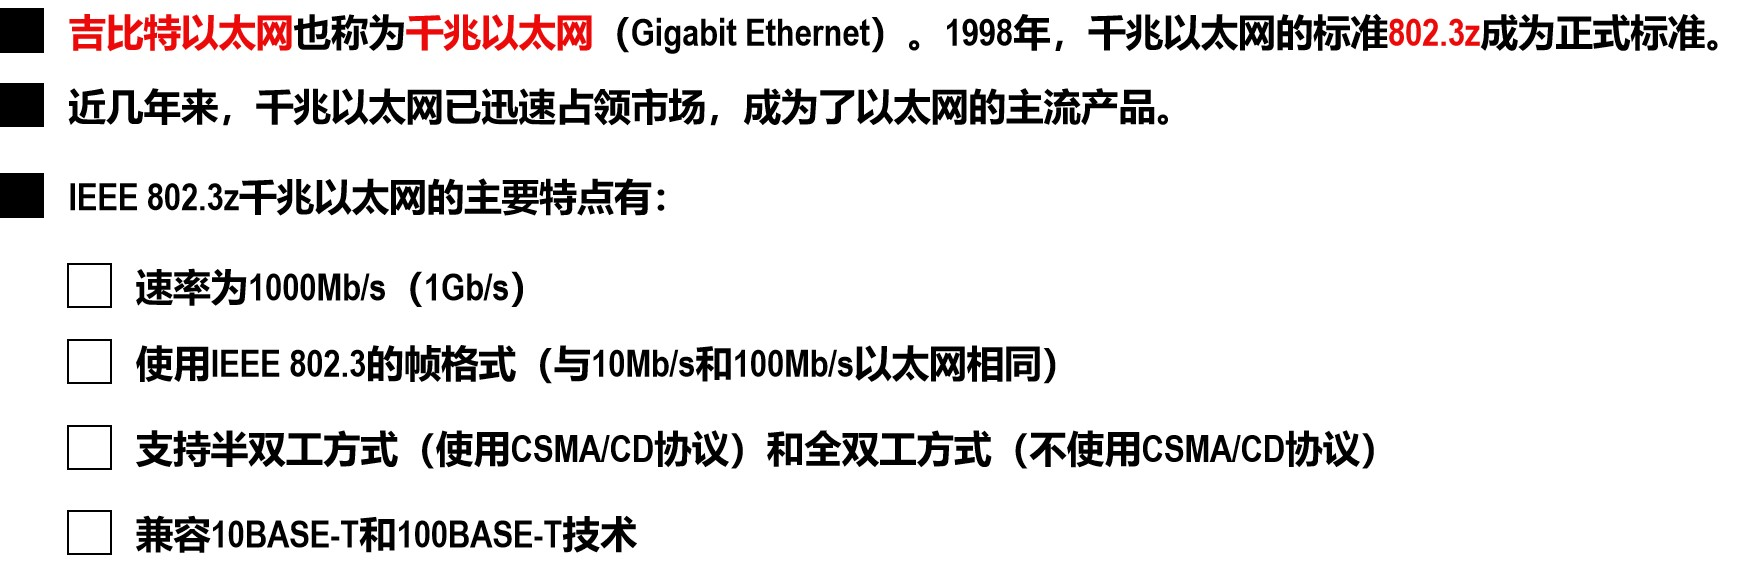 吉比特以太网也称为千兆以太网（Gigabit Ethernet）。1998年，千兆以太网的标准802.3z成为正式标准。
近几年来，千兆以太网已迅速占领市场，成为了以太网的主流产品。
IEEE 802.3z千兆以太网的主要特点有：
速率为1000Mb/s（1Gb/s）
使用IEEE 802.3的帧格式（与10Mb/s和100Mb/s以太网相同）
支持半双工方式（使用CSMA/CD协议）和全双工方式（不使用CSMA/CD协议）
兼容10BASE-T和100BASE-T技术